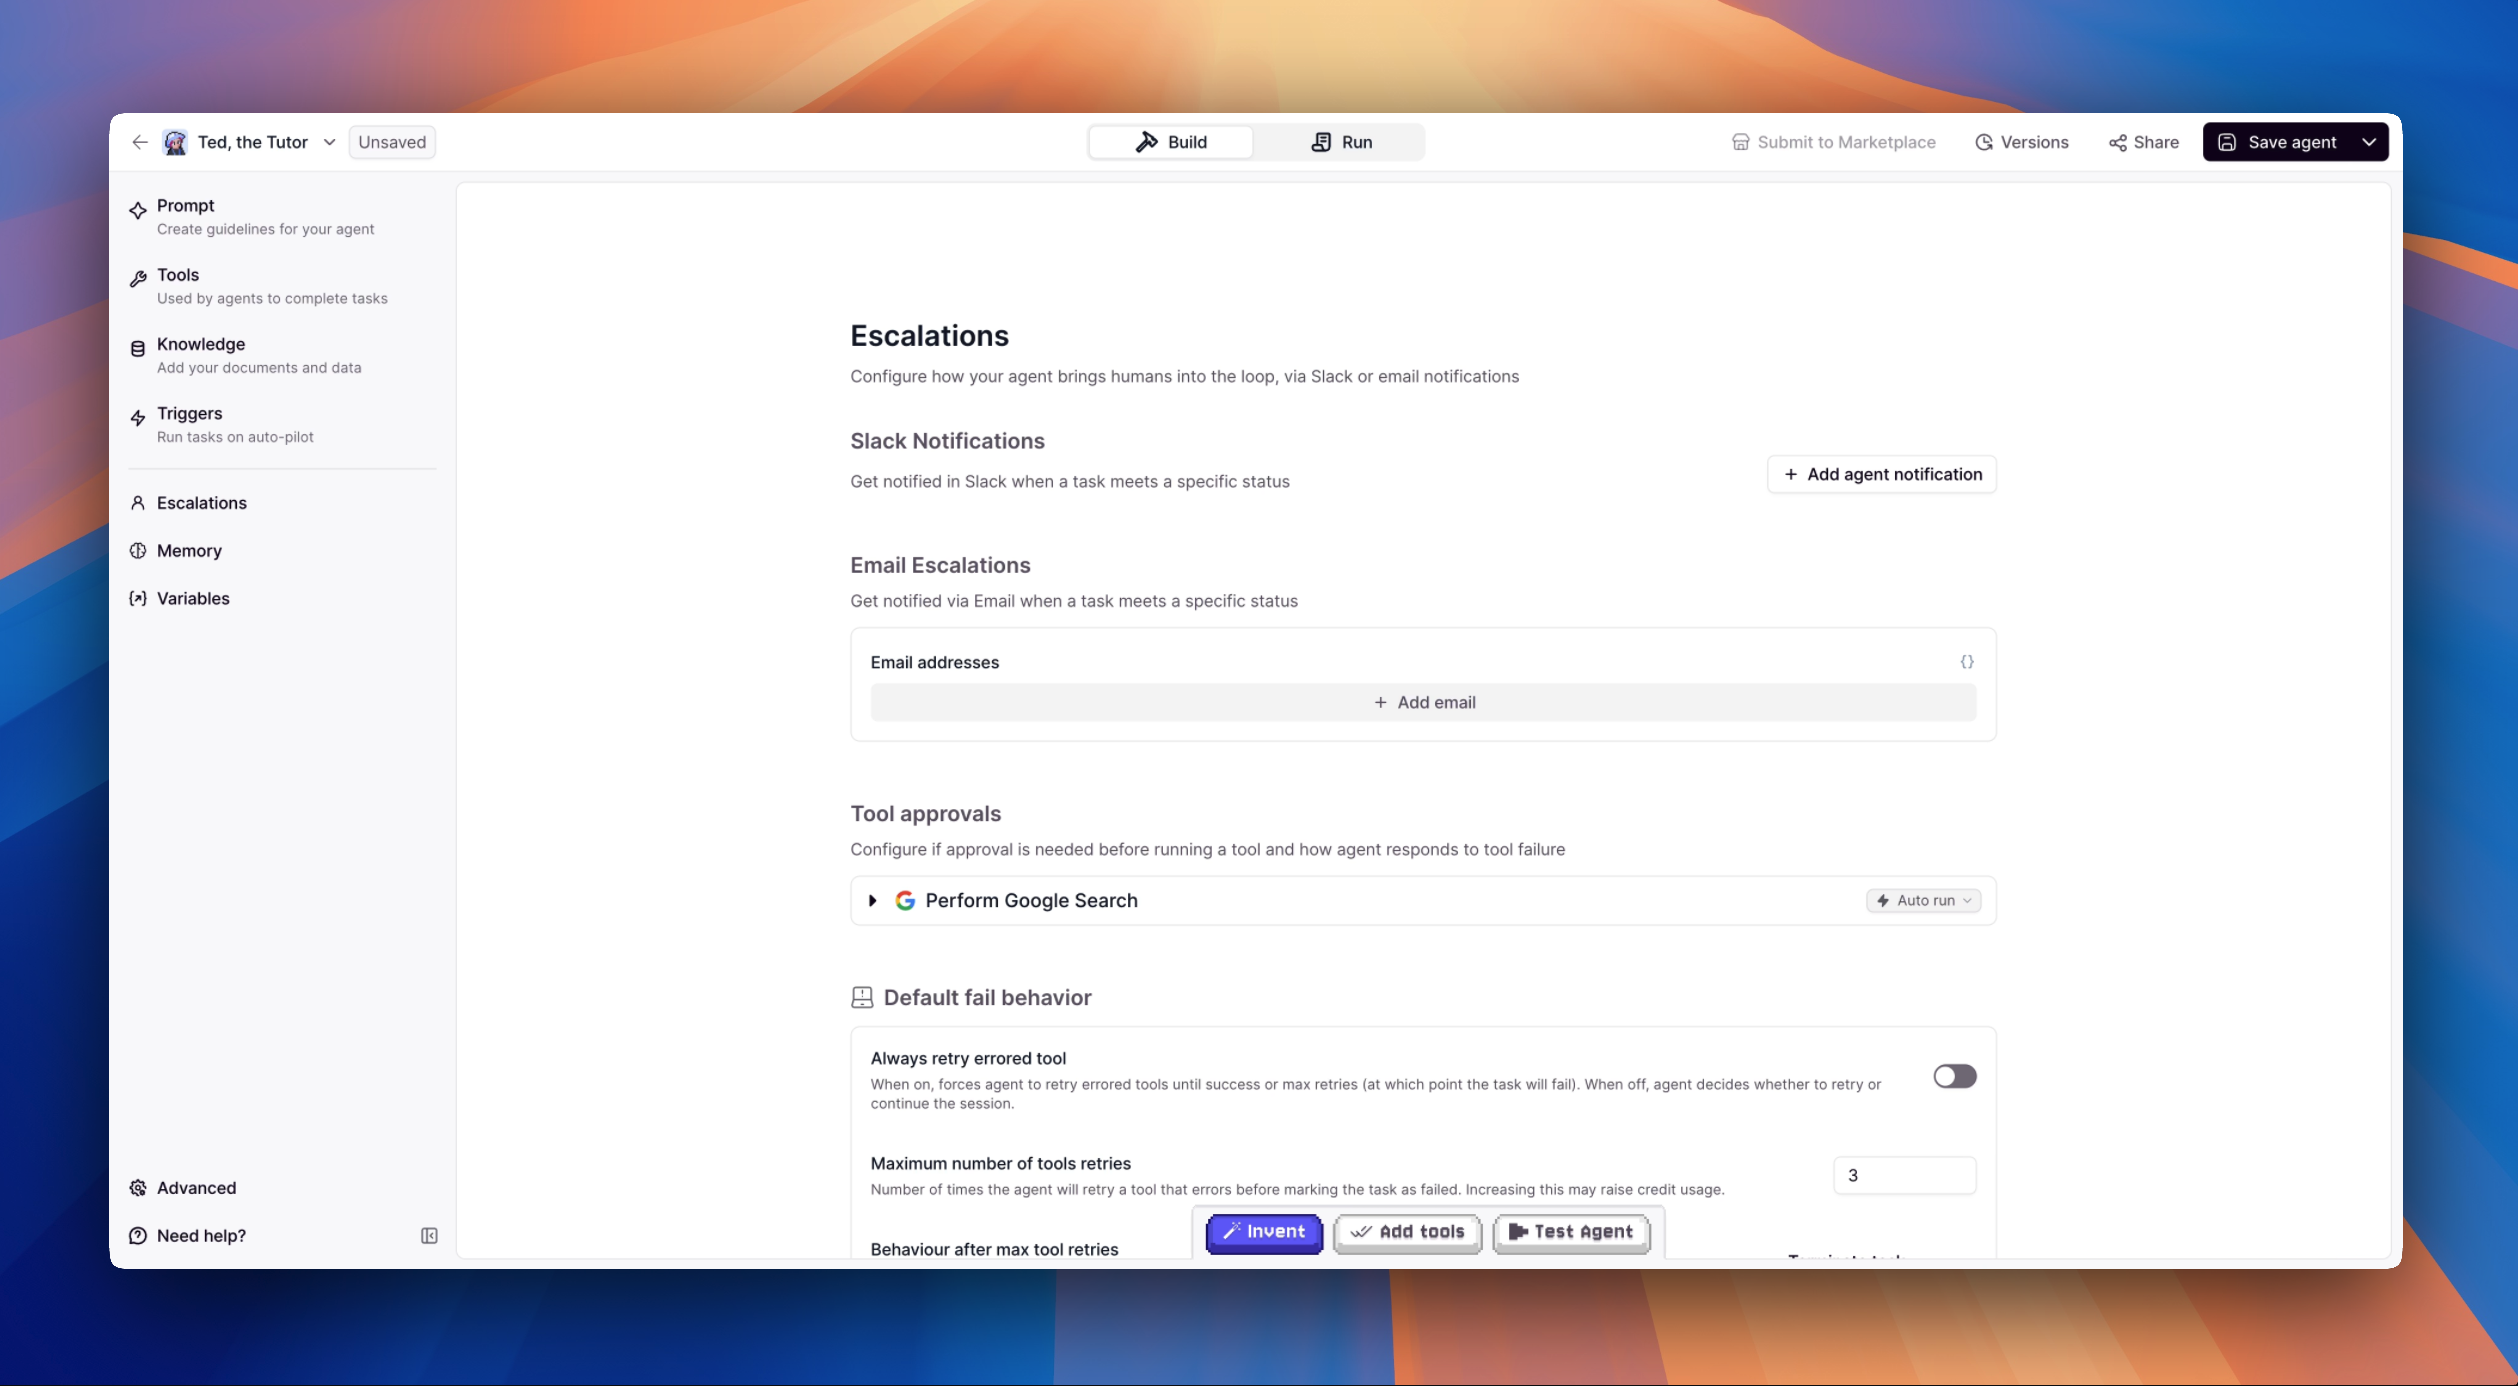 Ted, the Tutor
Unsaved
Build
Run
Submit to Marketplace
Versions
Share
Save agent
Prompt
Create guidelines for your agent
Tools
Used by agents to complete tasks
Knowledge
Add your documents and data
Triggers
Run tasks on auto-pilot
Escalations
Memory
Variables
Advanced
Need help?
Escalations
Configure how your agent brings humans into the loop, via Slack or email notifications
Slack Notifications
Get notified in Slack when a task meets a specific status
+ Add agent notification
Email Escalations
Get notified via Email when a task meets a specific status
Email addresses
{}
+ Add email
Tool approvals
Configure if approval is needed before running a tool and how agent responds to tool failure
Perform Google Search
Auto run
Default fail behavior
Always retry errored tool
When on, forces agent to retry errored tools until success or max retries (at which point the task will fail). When off, agent decides whether to retry or
continue the session.
Maximum number of tools retries
Number of times the agent will retry a tool that errors before marking the task as failed. Increasing this may raise credit usage.
3
Invent
Add tools
Test Agent
Behaviour after max tool retries